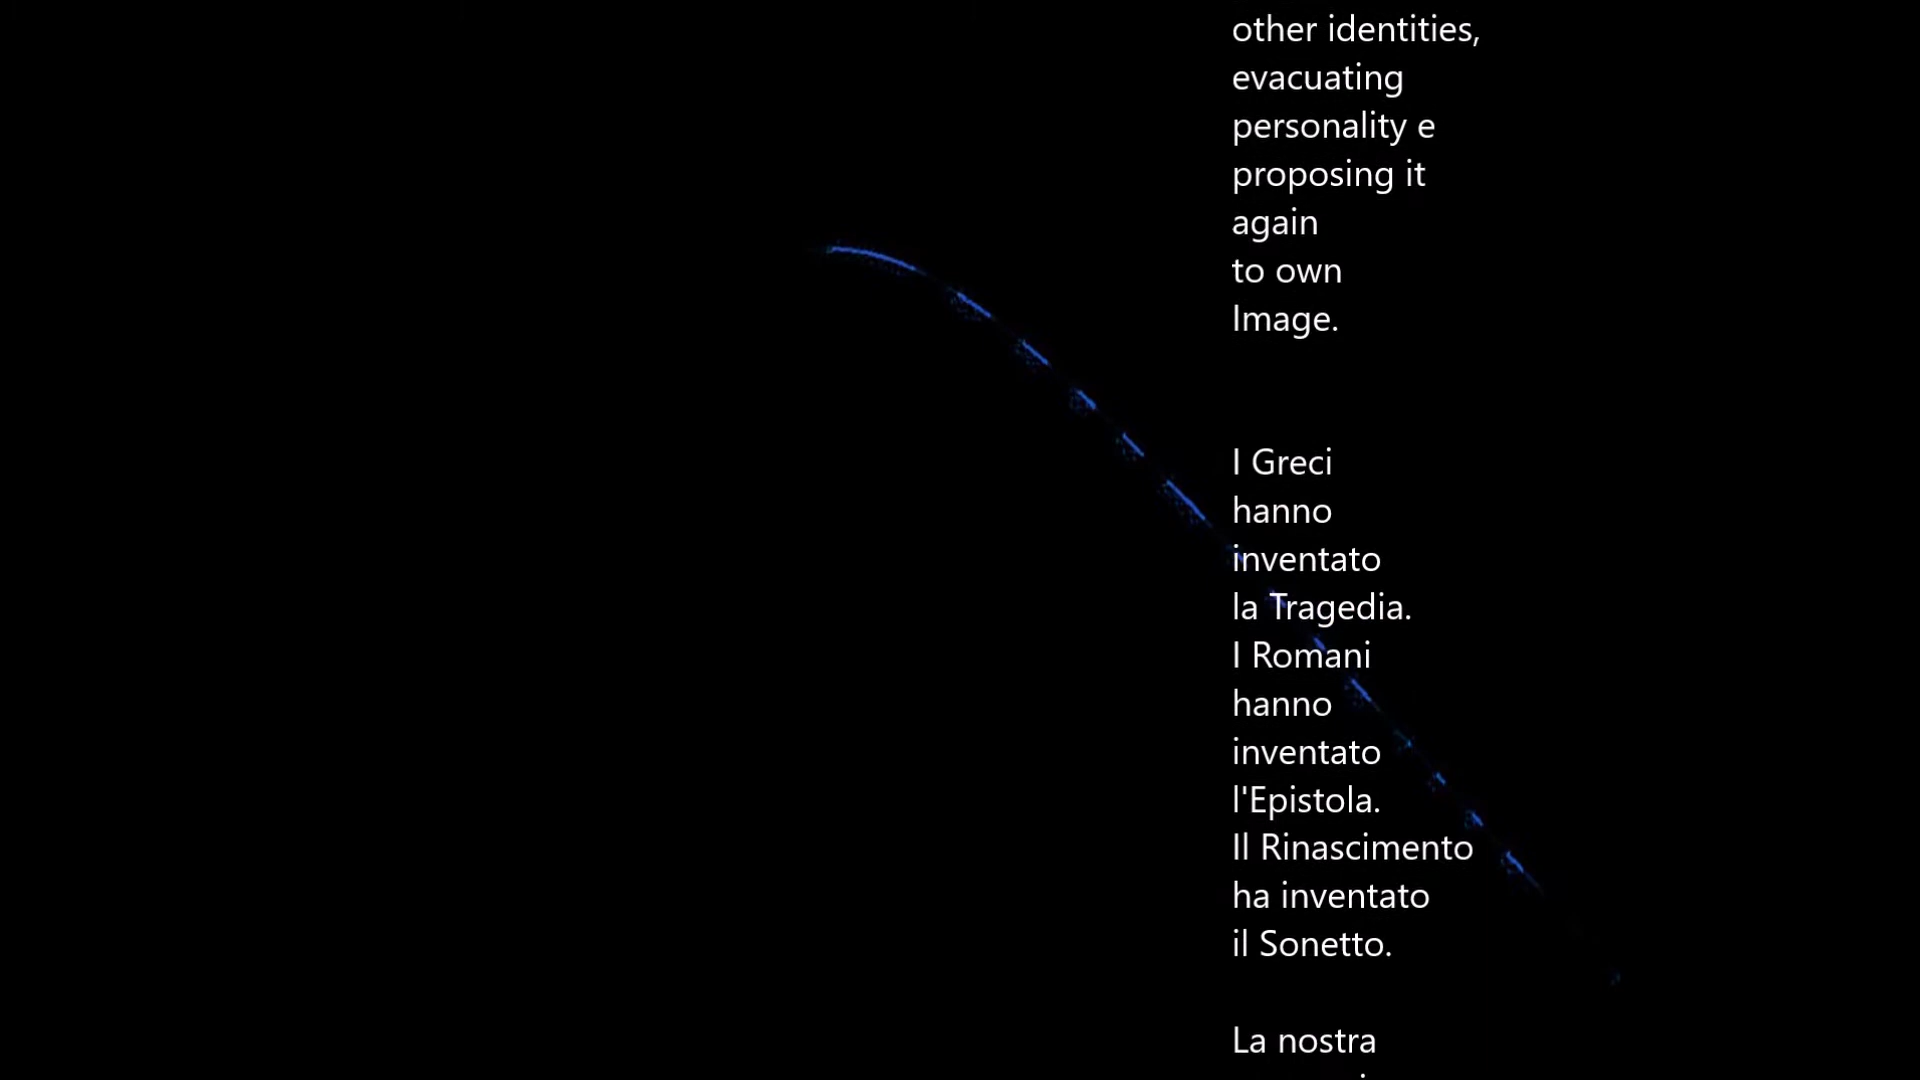 other identities,
evacuating
personality e
proposing it
again
to own
Image.
I Greci
hanno
inventato
la Tragedia.
I Romani
hanno
inventato
l'Epistola.
Il Rinascimento
ha inventato
il Sonetto.
La nostra